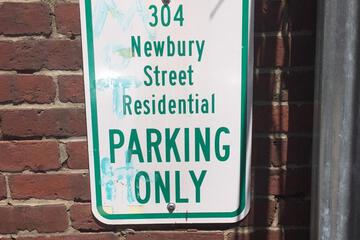 304
Newbury
Street
Residential
PARKING
ONLY